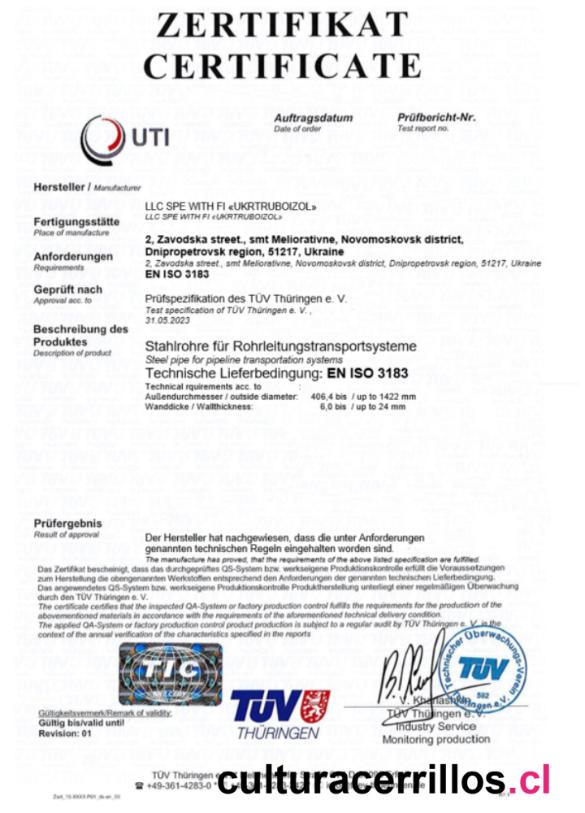 ZERTIFIKAT
CERTIFICATE
UTI
Auftragsdatum
Date of order
Prüfbericht-Nr.
Test report no.
Hersteller / Manufacturer
LLC SPE WITH FI «UKRTRUBOIZOL»
LLC SPE WITH FI «UKRTRUBOIZOL»
Fertigungsstätte
Place of manufacture
2, Zavodska street., smt Meliorativne, Novomoskovsk district,
Dnipropetrovsk region, 51217, Ukraine
2, Zavodska street., smt Meliorativne, Novomoskovsk district, Dnipropetrovsk region, 51217, Ukraine
Anforderungen
Requirements
EN ISO 3183
Geprüft nach
Approval acc. to
Prüfspezifikation des TÜV Thüringen e. V.
Test specification of TÜV Thüringen e. V. ,
31.05.2023
Beschreibung des
Produktes
Description of product
Stahlrohre für Rohrleitungstransportsysteme
Steel pipe for pipeline transportation systems
Technische Lieferbedingung: EN ISO 3183
Technical rquirements acc. to :
Außendurchmesser / outside diameter: 406,4 bis / up to 1422 mm
Wanddicke / Wallthickness: 6,0 bis / up to 24 mm
Prüfergebnis
Result of approval
Der Hersteller hat nachgewiesen, dass die unter Anforderungen
genannten technischen Regeln eingehalten worden sind.
The manufacture has proved, that the requirements of the above listed specification are fulfilled.
Das Zertifikat bescheinigt, dass das durchgeprüftes QS-System bzw. werkseigene Produktionskontrolle erfüllt die Voraussetzungen
zum Herstellung die obengenannten Werkstoffen entsprechend den Anforderungen der genannten technischen Lieferbedingung.
Das angewendetes QS-System bzw. werkseigene Produktionskontrolle Produktherstellung unterliegt einer regelmäßigen Überwachung
durch den TÜV Thüringen e. V.
The certificate certifies that the inspected QA-System or factory production control fulfills the requirements for the production of the
abovementioned materials in accordance with the requirements of the aforementioned technical delivery condition.
The applied QA-System or factory production control product production is subject to a regular audit by TÜV Thüringen e. V. in the
context of the annual verification of the characteristics specified in the reports
TIC
TÜV
THÜRINGEN
Technischer Überwachungs-Verein
TÜV
592
Thüringen e.V.
Gültigkeitsvermerk/Remark of validity:
Gültig bis/valid until
Revision: 01
TÜV Thüringen e. V.
Industry Service
Monitoring production
TÜV Thüringen
+49-361-4283-0
culturacerrillos.cl